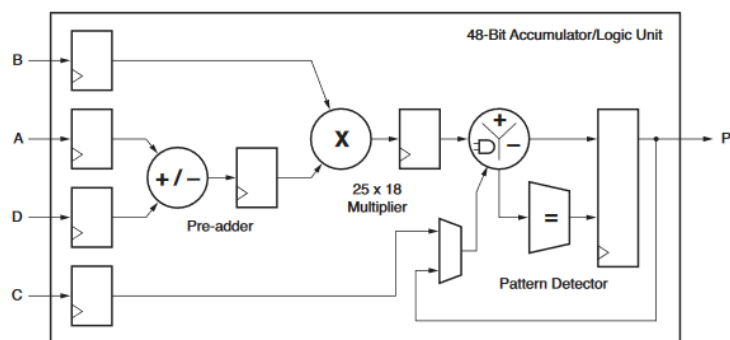 48-Bit Accumulator/Logic Unit
B
A
+
–
P
X
+ / –
25 x 18
Multiplier
D
Pre-adder
=
C
Pattern Detector